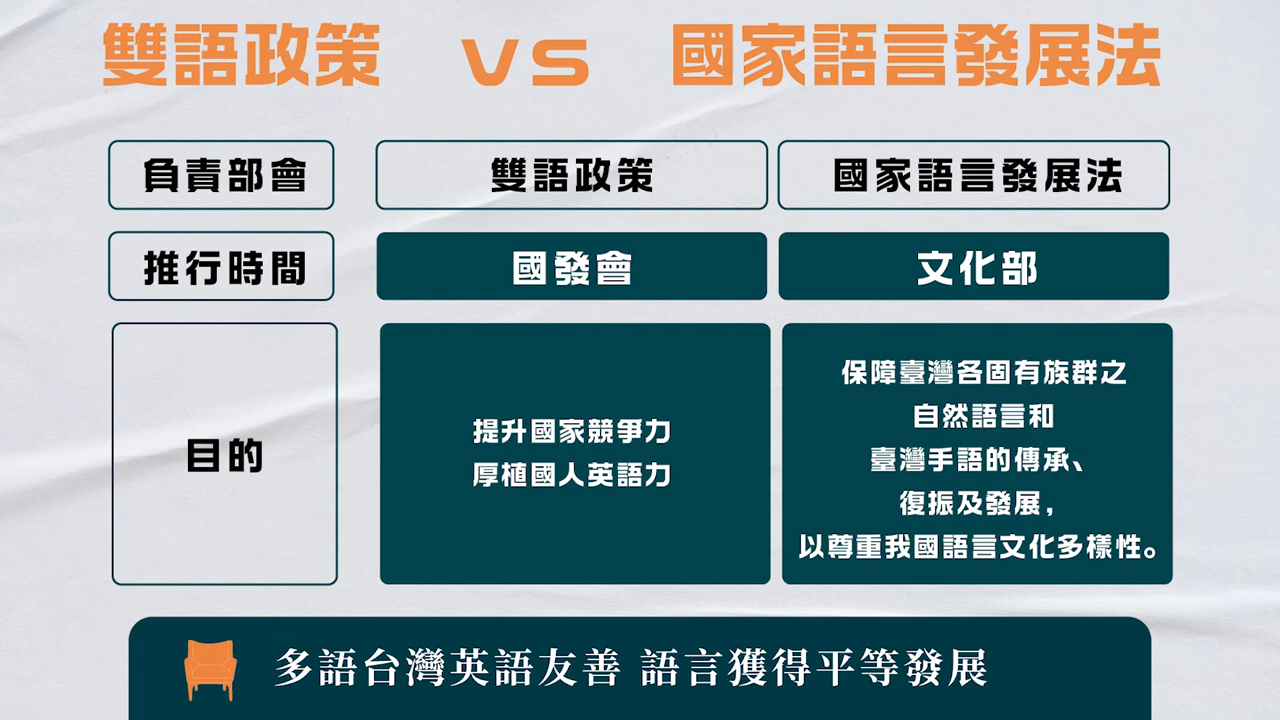 雙語政策 VS 國家語言發展法
負責部會 雙語政策 國家語言發展法
推行時間 國發會 文化部
目的
提升國家競爭力
厚植國人英語力
保障臺灣各固有族群之
自然語言和
臺灣手語的傳承、
復振及發展，
以尊重我國語言文化多樣性。
多語台灣英語友善 語言獲得平等發展